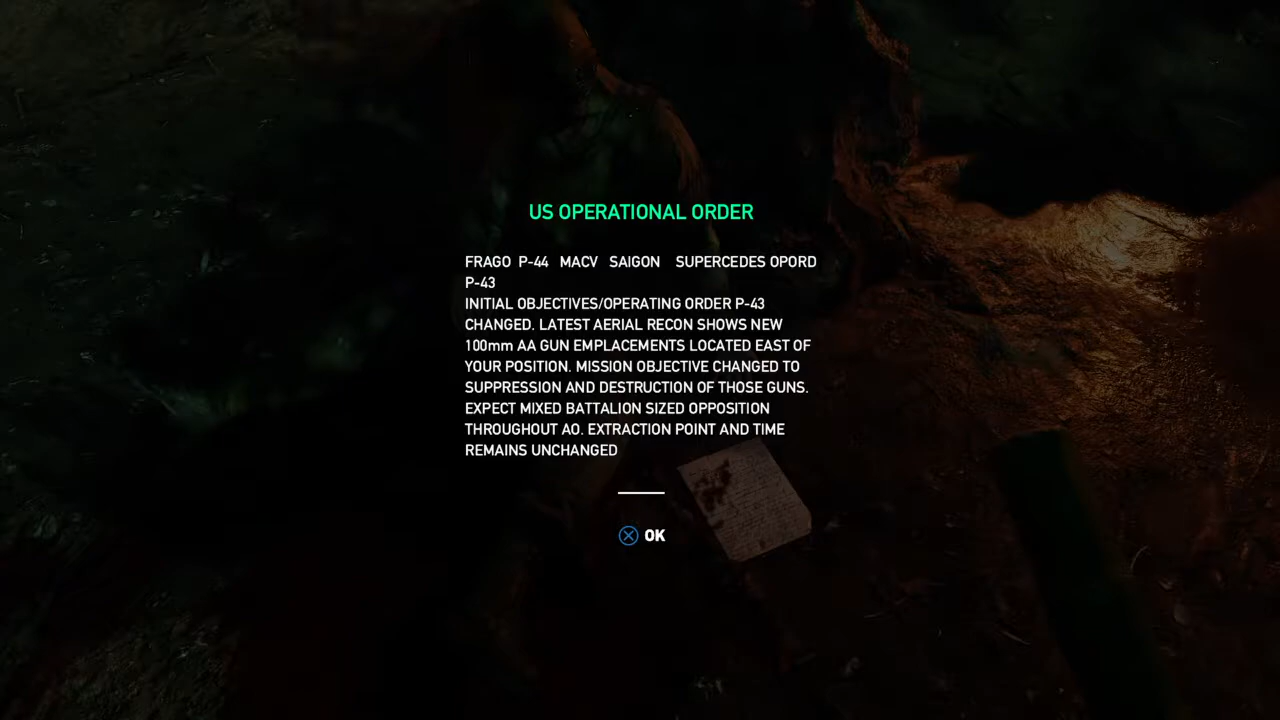 US OPERATIONAL ORDER
FRAGO P-44 MACV SAIGON SUPERCEDES OPORD
P-43
INITIAL OBJECTIVES/OPERATING ORDER P-43
CHANGED. LATEST AERIAL RECON SHOWS NEW
100mm AA GUN EMPLACEMENTS LOCATED EAST OF
YOUR POSITION. MISSION OBJECTIVE CHANGED TO
SUPPRESSION AND DESTRUCTION OF THOSE GUNS.
EXPECT MIXED BATTALION SIZED OPPOSITION
THROUGHOUT AO. EXTRACTION POINT AND TIME
REMAINS UNCHANGED
OK